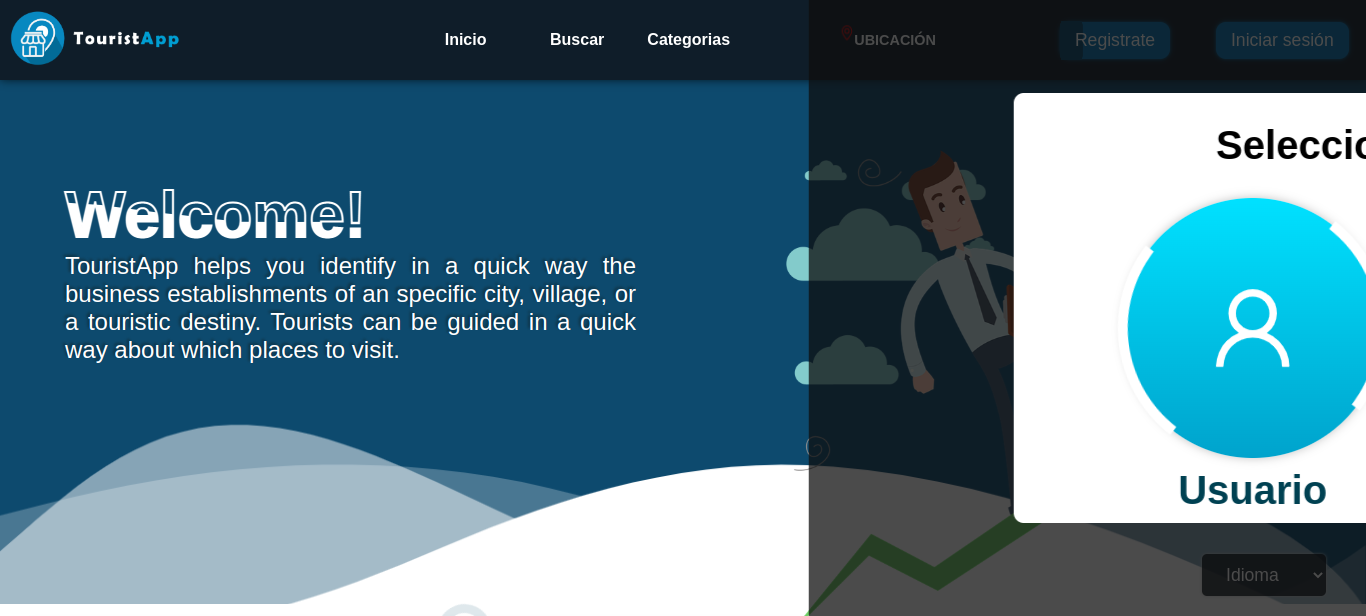 TouristApp
Inicio
Buscar
Categorias
UBICACIÓN
Registrate
Iniciar sesión
Seleccio
Welcome!
TouristApp helps you identify in a quick way the
business establishments of an specific city, village, or
a touristic destiny. Tourists can be guided in a quick
way about which places to visit.
Usuario
Idioma